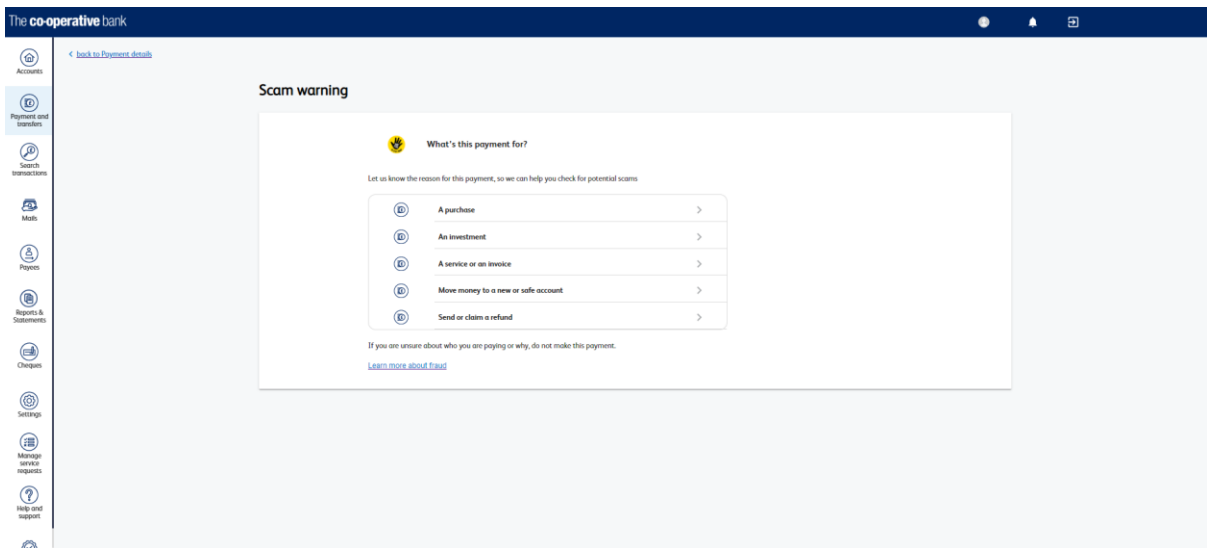 The co-operative bank
Accounts
Payment and
transfers
Search
transactions
Mails
Payees
Reports &
Statements
Cheques
Settings
Manage
service
requests
Help and
support
back to Payment details
Scam warning
What's this payment for?
Let us know the reason for this payment, so we can help you check for potential scams
A purchase
An investment
A service or an invoice
Move money to a new or safe account
Send or claim a refund
If you are unsure about who you are paying or why, do not make this payment.
Learn more about fraud